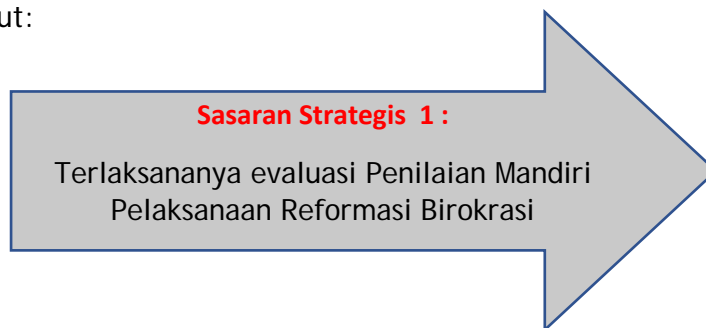 ut:
Sasaran Strategis 1 :
Terlaksananya evaluasi Penilaian Mandiri
Pelaksanaan Reformasi Birokrasi